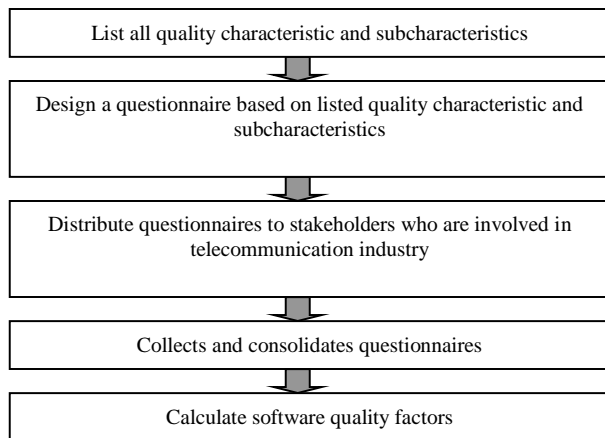 List all quality characteristic and subcharacteristics
Design a questionnaire based on listed quality characteristic and
subcharacteristics
Distribute questionnaires to stakeholders who are involved in
telecommunication industry
Collects and consolidates questionnaires
Calculate software quality factors